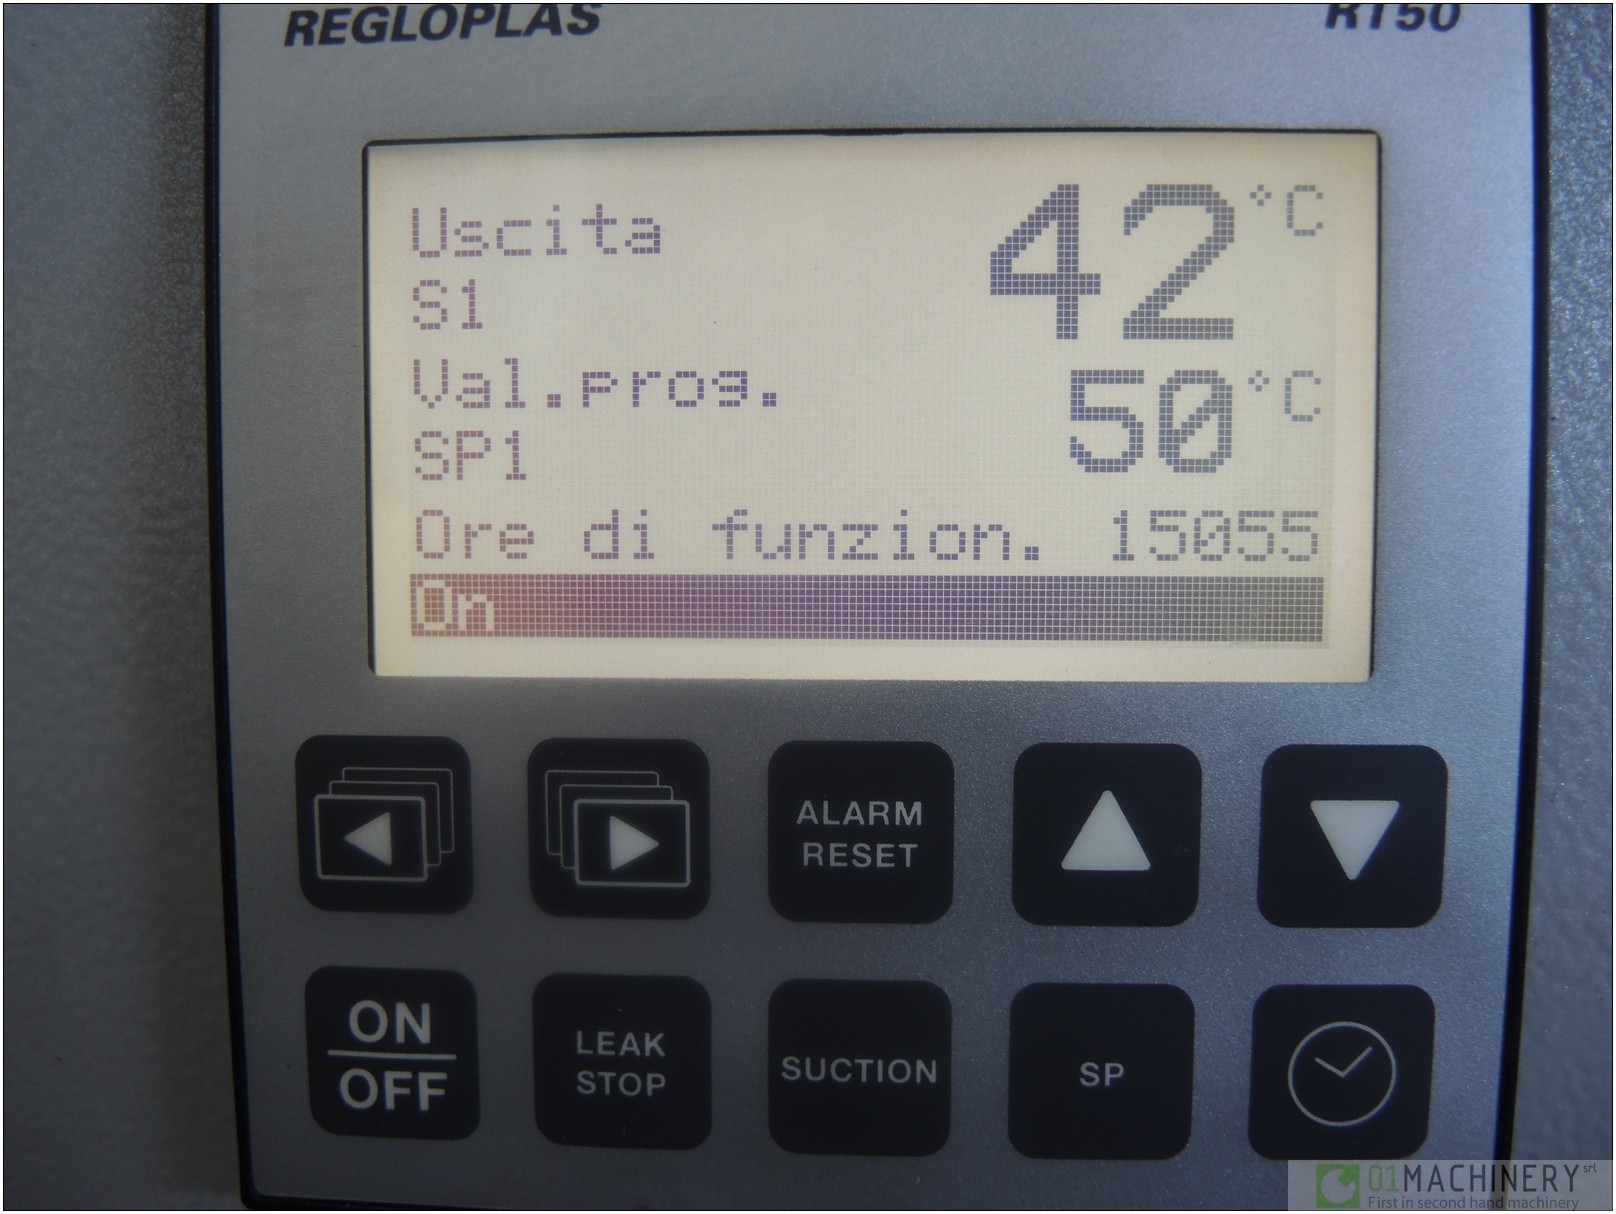 REGLOPLAS RT50
Uscita 42 °C
S1
Val.prog. 50 °C
SP1
Ore di funzion. 15055
On
ALARM
RESET
ON
OFF
LEAK
STOP
SUCTION
SP
01MACHINERY srl
First in second hand machinery